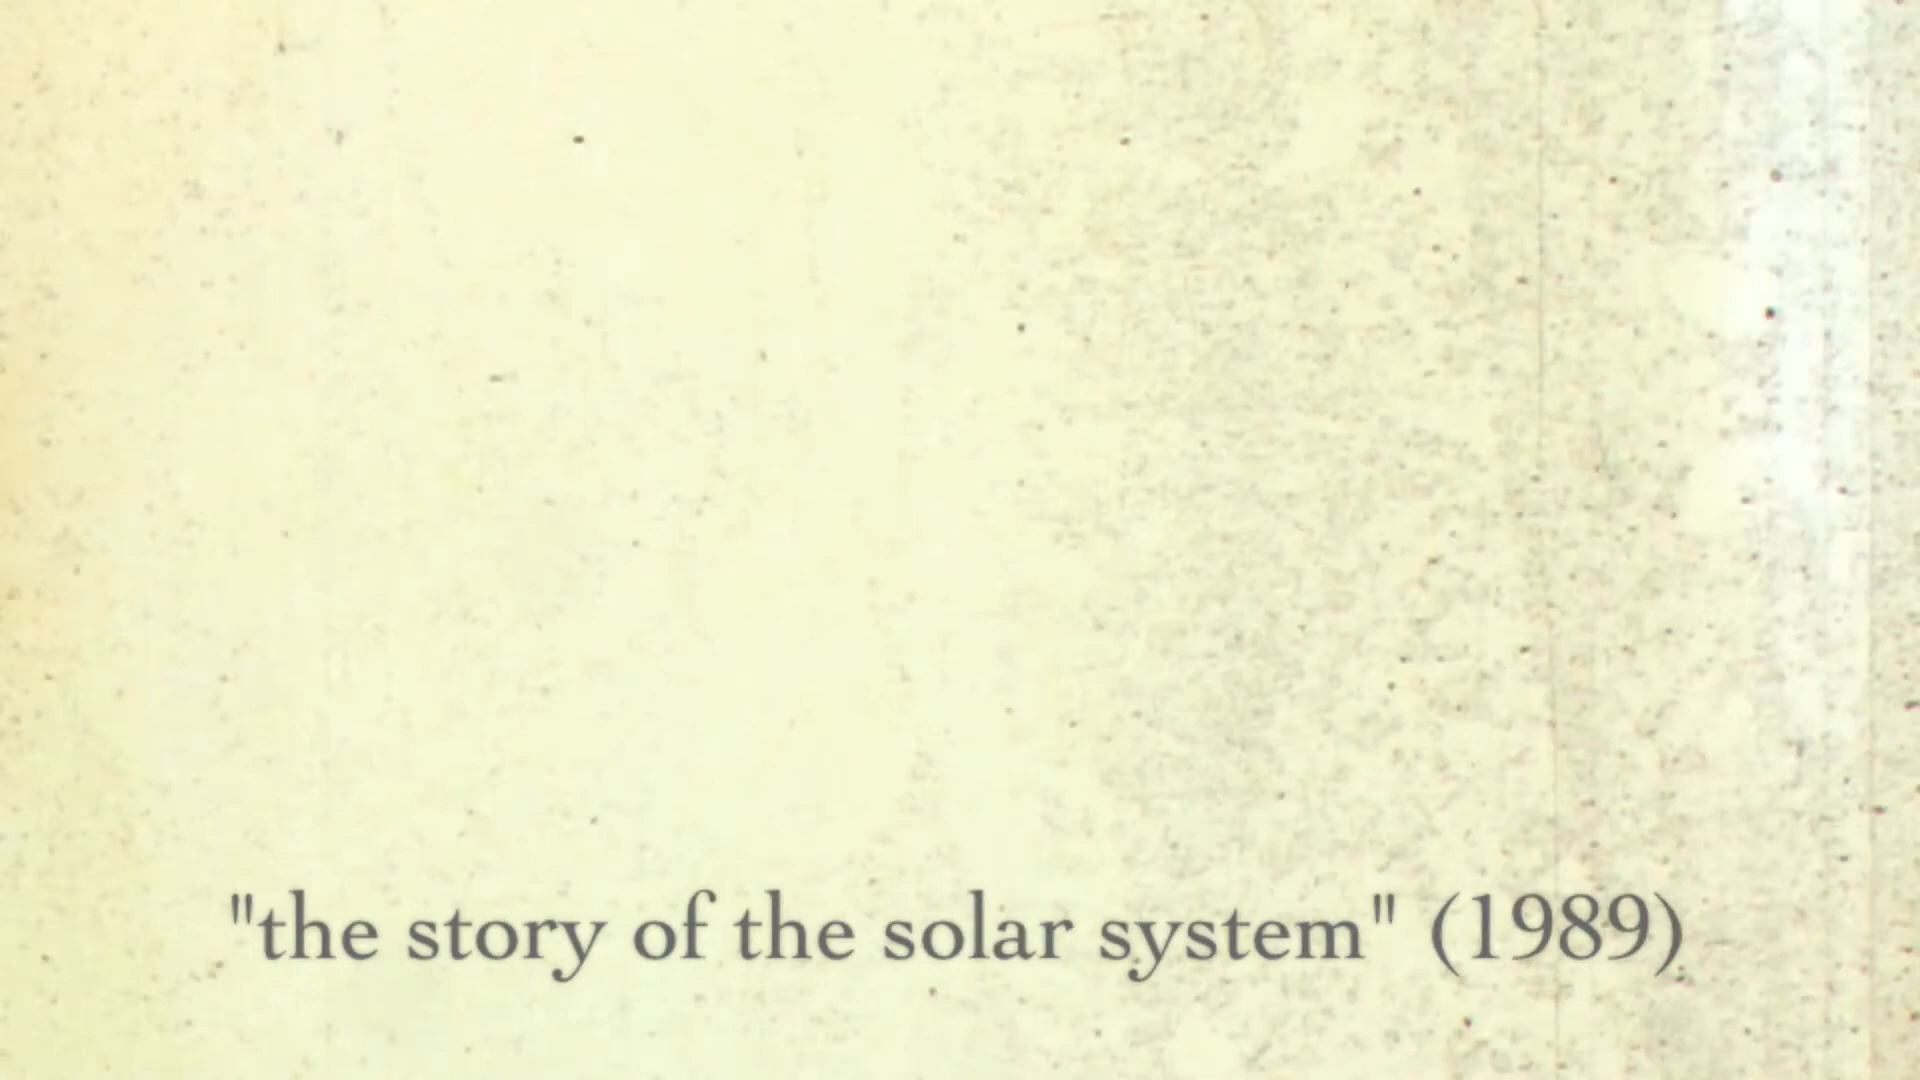 "the story of the solar system" (1989)